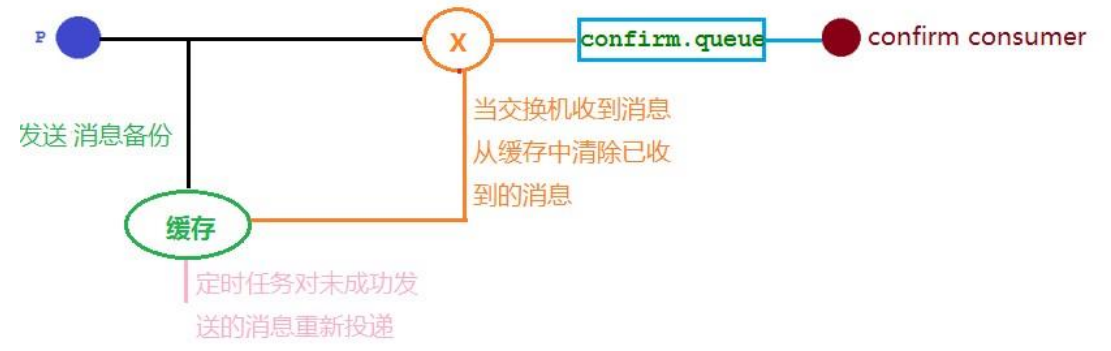 P
X
confirm.queue
confirm consumer
发送 消息备份
当交换机收到消息
从缓存中清除已收
到的消息
缓存
定时任务对未成功发
送的消息重新投递